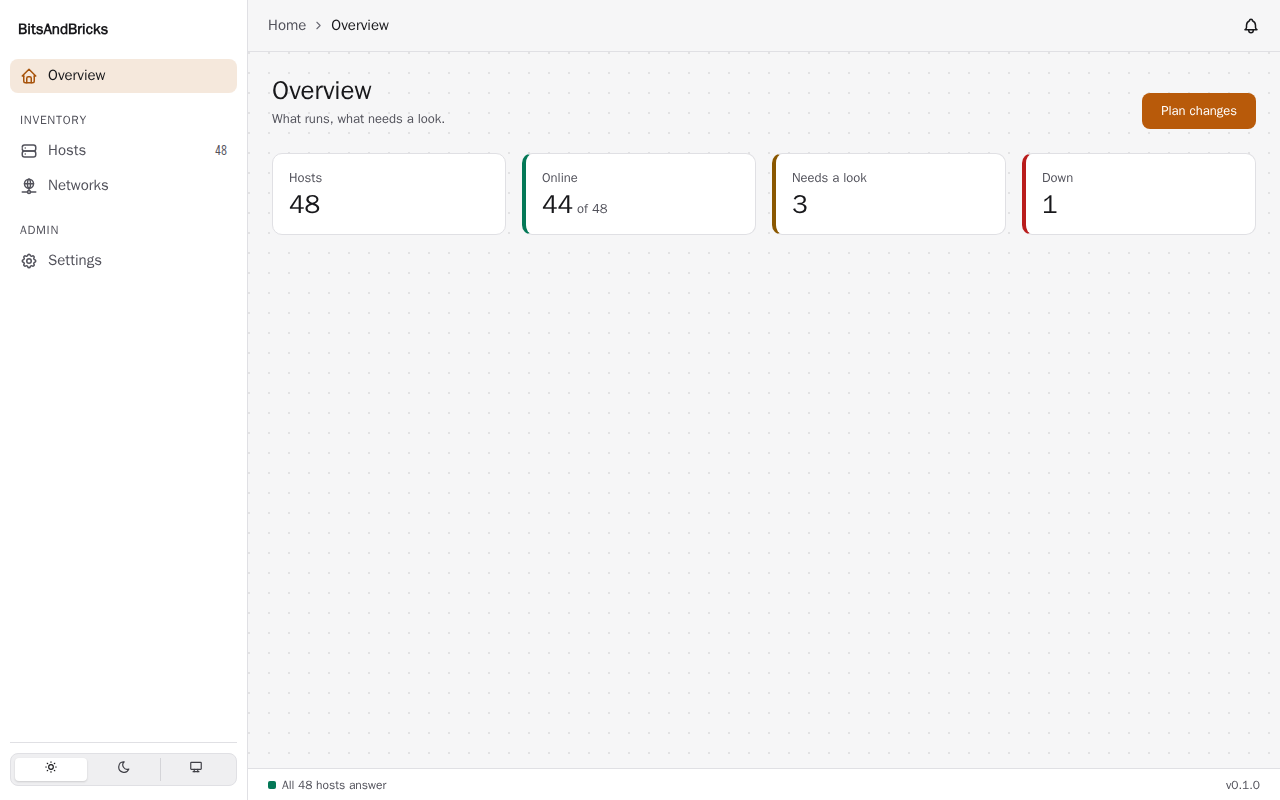 BitsAndBricks
Overview
INVENTORY
Hosts 48
Networks
ADMIN
Settings
Home Overview
Overview
What runs, what needs a look.
Plan changes
Hosts
48
Online
44 of 48
Needs a look
3
Down
1
All 48 hosts answer
v0.1.0